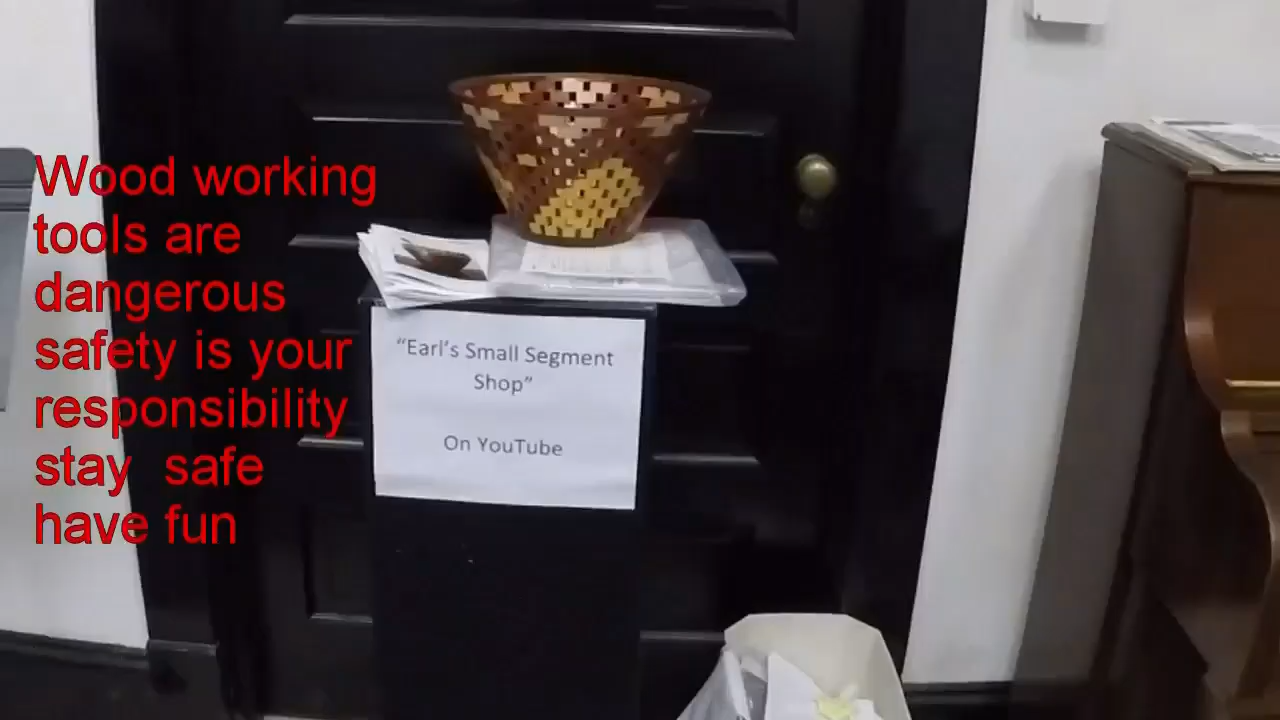 Wood working
tools are
dangerous
safety is your
responsibility
stay  safe
have fun
“Earl’s Small Segment
Shop”
On YouTube